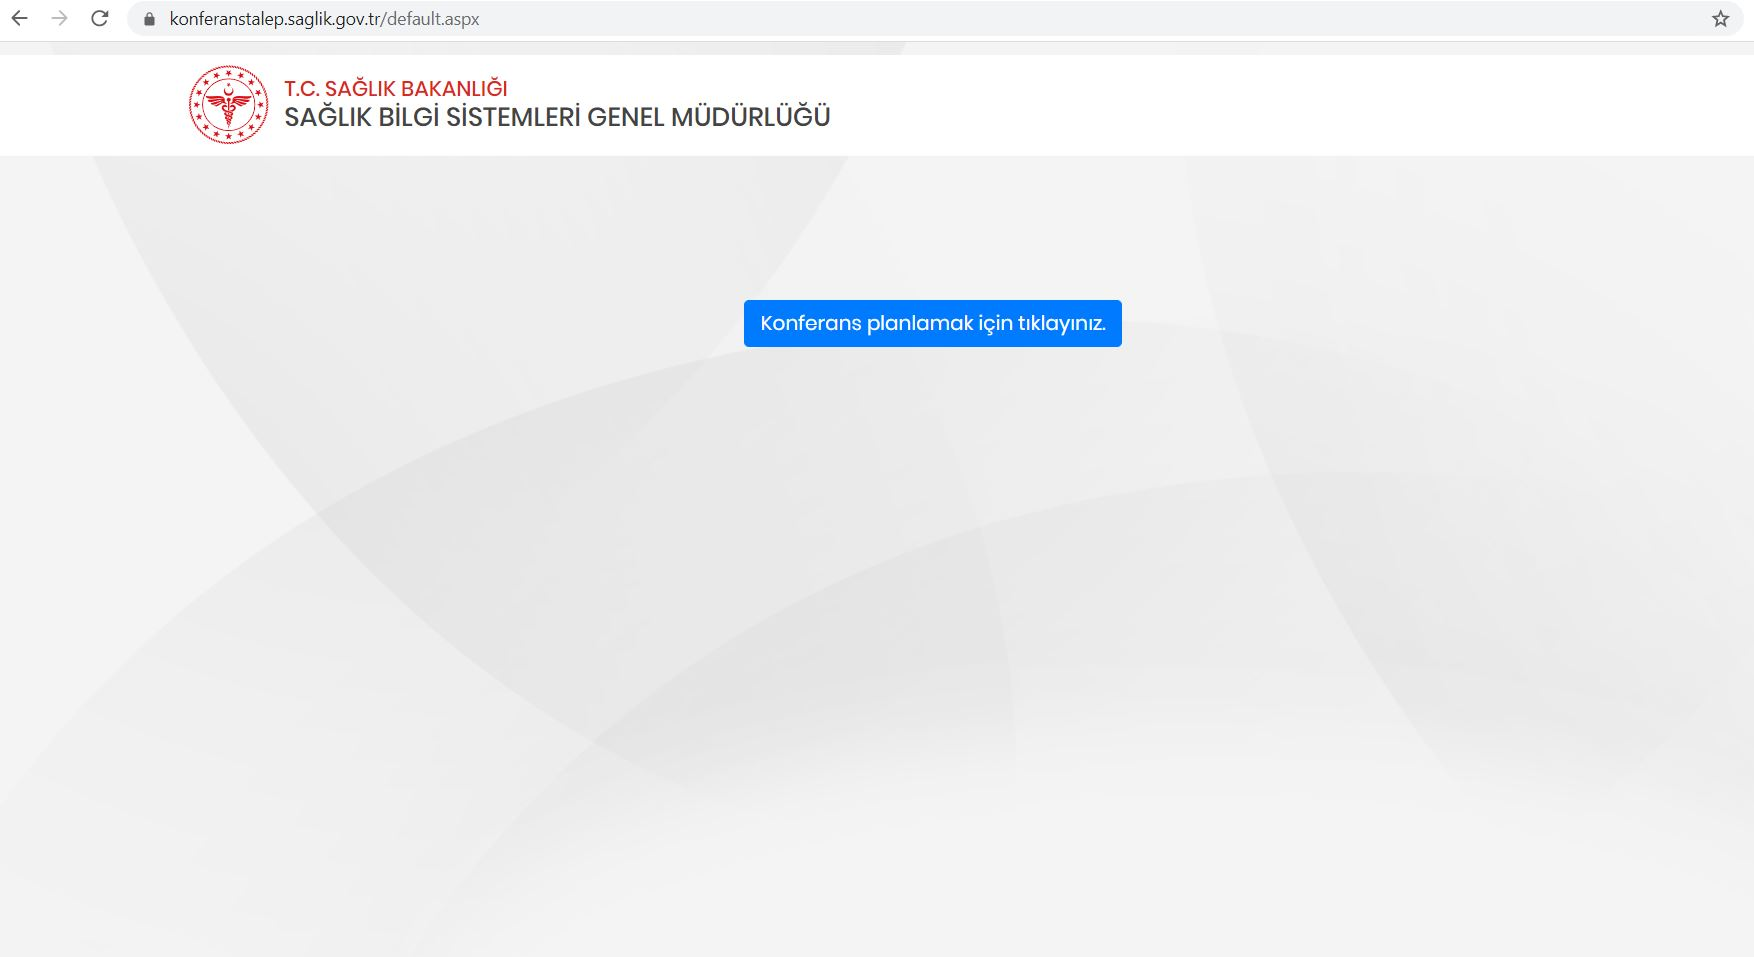 konferanstalep.saglik.gov.tr/default.aspx
T.C. SAĞLIK BAKANLIĞI
SAĞLIK BİLGİ SİSTEMLERİ GENEL MÜDÜRLÜĞÜ
Konferans planlamak için tıklayınız.